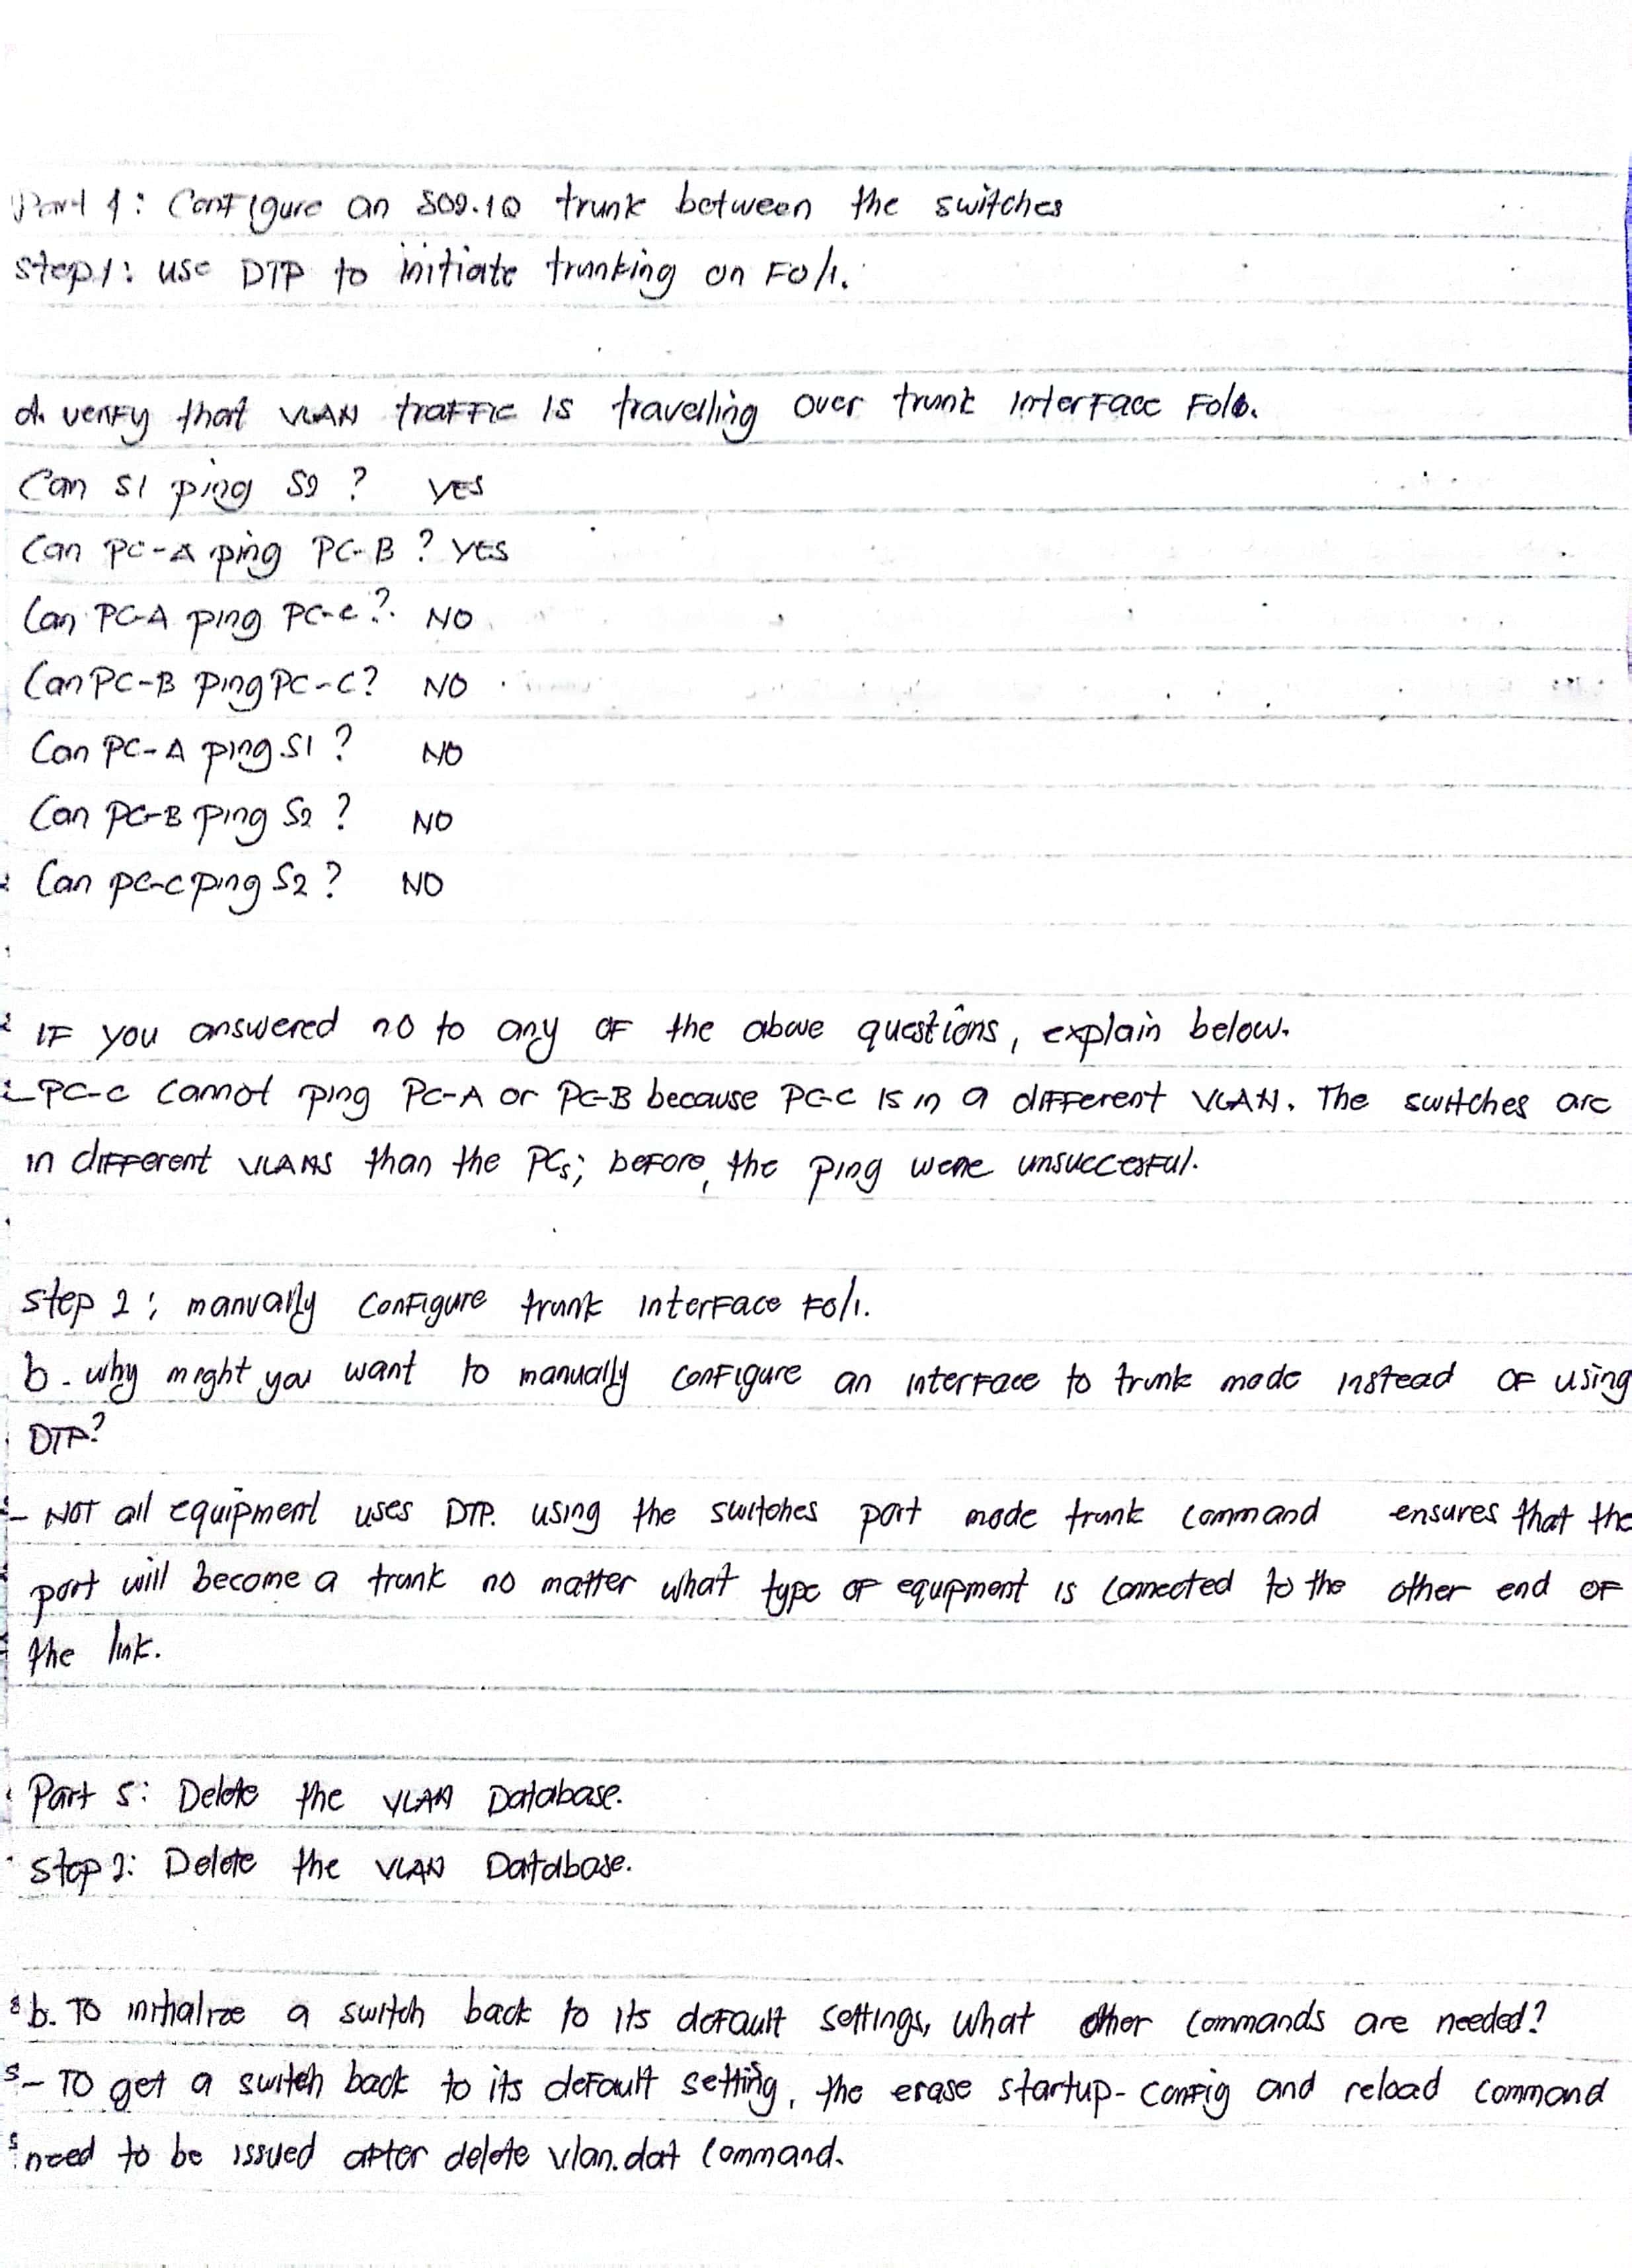 Part 4: Configure an 802.1Q trunk between the switches
Step 1: use DTP to initiate trunking on F0/1.
d. verify that VLAN traffic is travelling over trunk interface F0/0.
Can S1 ping S2 ? YES
Can PC-A ping PC-B ? YES
Can PC-A ping PC-C ? NO
Can PC-B ping PC-C? NO
Can PC-A ping S1 ? NO
Can PC-B ping S2 ? NO
Can PC-C ping S2 ? NO
IF you answered no to any of the above questions, explain below.
- PC-C cannot ping PC-A or PC-B because PC-C is in a different VLAN. The switches are
in different VLANs than the PCs; before, the ping were unsuccesful.
Step 2 : manually configure trunk interface F0/1.
b. why might you want to manually configure an interface to trunk mode instead of using
DTP?
- NOT all equipment uses DTP. using the switches port mode trunk command ensures that the
port will become a trunk no matter what type of equipment is connected to the other end of
the link.
Part 5: Delete the VLAN Database.
Step 1: Delete the VLAN Database.
b. To initialize a switch back to its default settings, what other commands are needed?
- To get a switch back to its default setting, the erase startup-config and reload command
need to be issued after delete vlan.dat command.